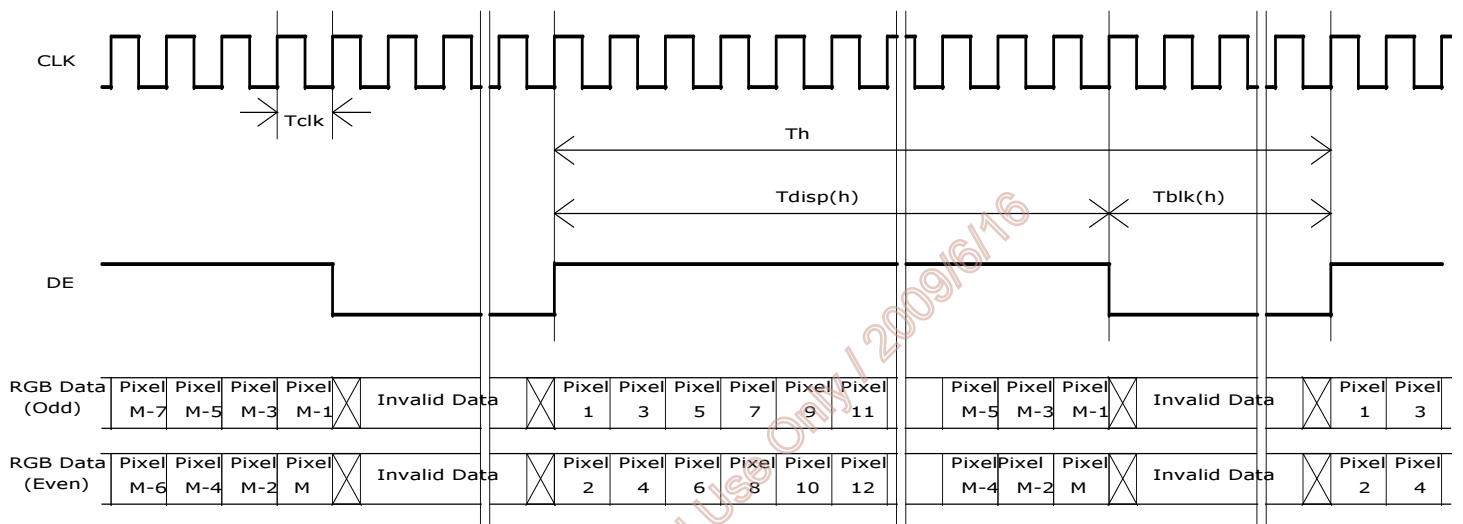 CLK
Tclk
Th
Tdisp(h)
Tblk(h)
DE
RGB Data (Odd)
Pixel M-7
Pixel M-5
Pixel M-3
Pixel M-1
Invalid Data
Pixel 1
Pixel 3
Pixel 5
Pixel 7
Pixel 9
Pixel 11
Pixel M-5
Pixel M-3
Pixel M-1
Invalid Data
Pixel 1
Pixel 3
RGB Data (Even)
Pixel M-6
Pixel M-4
Pixel M-2
Pixel M
Invalid Data
Pixel 2
Pixel 4
Pixel 6
Pixel 8
Pixel 10
Pixel 12
Pixel M-4
Pixel M-2
Pixel M
Invalid Data
Pixel 2
Pixel 4
Use Only / 2009/6/16